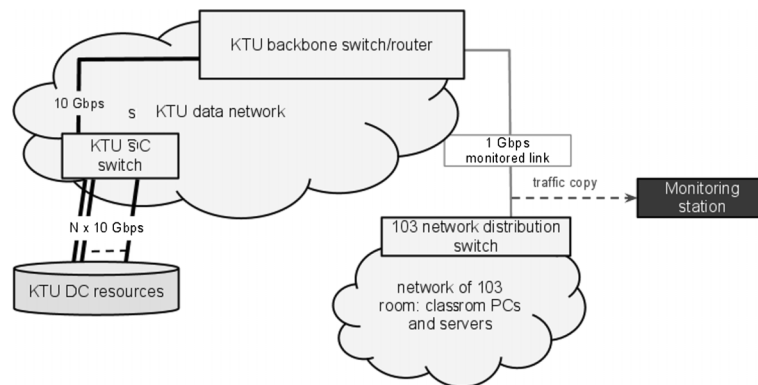 KTU backbone switch/router
10 Gbps
s KTU data network
KTU DC
switch
1 Gbps
monitored link
traffic copy
Monitoring
station
N x 10 Gbps
103 network distribution
switch
KTU DC resources
network of 103
room: classrom PCs
and servers